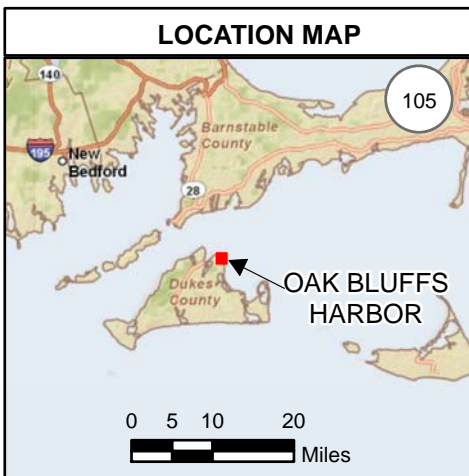 LOCATION MAP
140
105
Barnstable
County
195
New
Bedford
28
Dukes
County
OAK BLUFFS
HARBOR
0 5 10 20
Miles